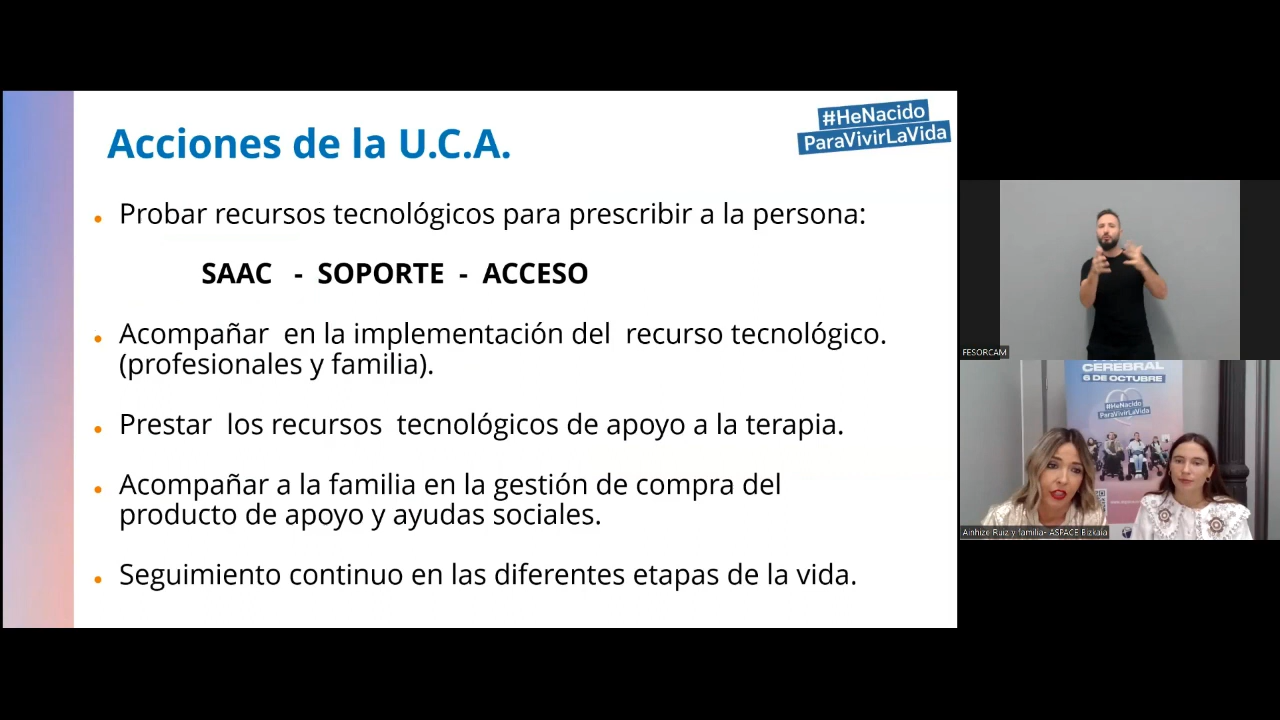 Acciones de la U.C.A.
#HeNacido
ParaVivirLaVida
• Probar recursos tecnológicos para prescribir a la persona:
SAAC - SOPORTE - ACCESO
• Acompañar en la implementación del recurso tecnológico.
(profesionales y familia).
• Prestar los recursos tecnológicos de apoyo a la terapia.
• Acompañar a la familia en la gestión de compra del
producto de apoyo y ayudas sociales.
• Seguimiento continuo en las diferentes etapas de la vida.
FESORCAM
CEREBRAL
6 DE OCTUBRE
#HeNacido
ParaVivirLaVida
Ainhize Ruiz y familia- ASPACE Bizkaia